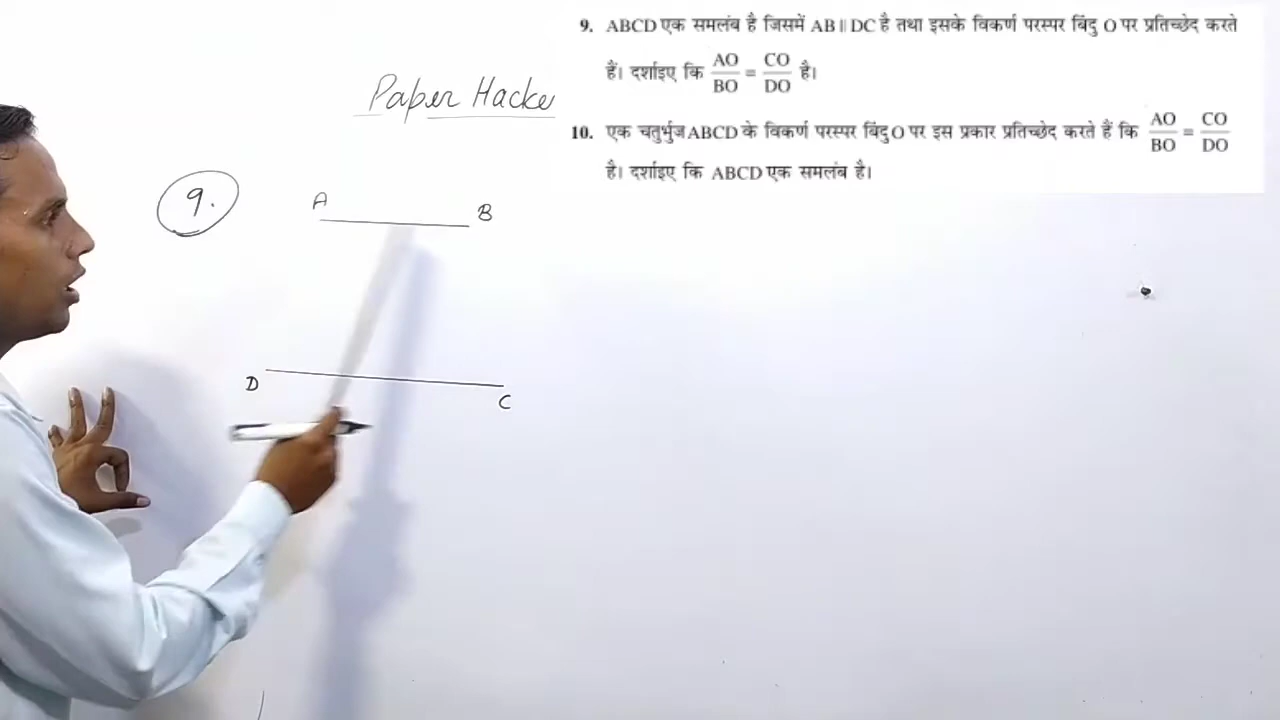 9. ABCD एक समलंब है जिसमें AB || DC है तथा इसके विकर्ण परस्पर बिंदु O पर प्रतिच्छेद करते
हैं। दर्शाइए कि AO/BO = CO/DO है।
10. एक चतुर्भुज ABCD के विकर्ण परस्पर बिंदु O पर इस प्रकार प्रतिच्छेद करते हैं कि AO/BO = CO/DO
है। दर्शाइए कि ABCD एक समलंब है।
Paper Hacke
9.
A B
D C